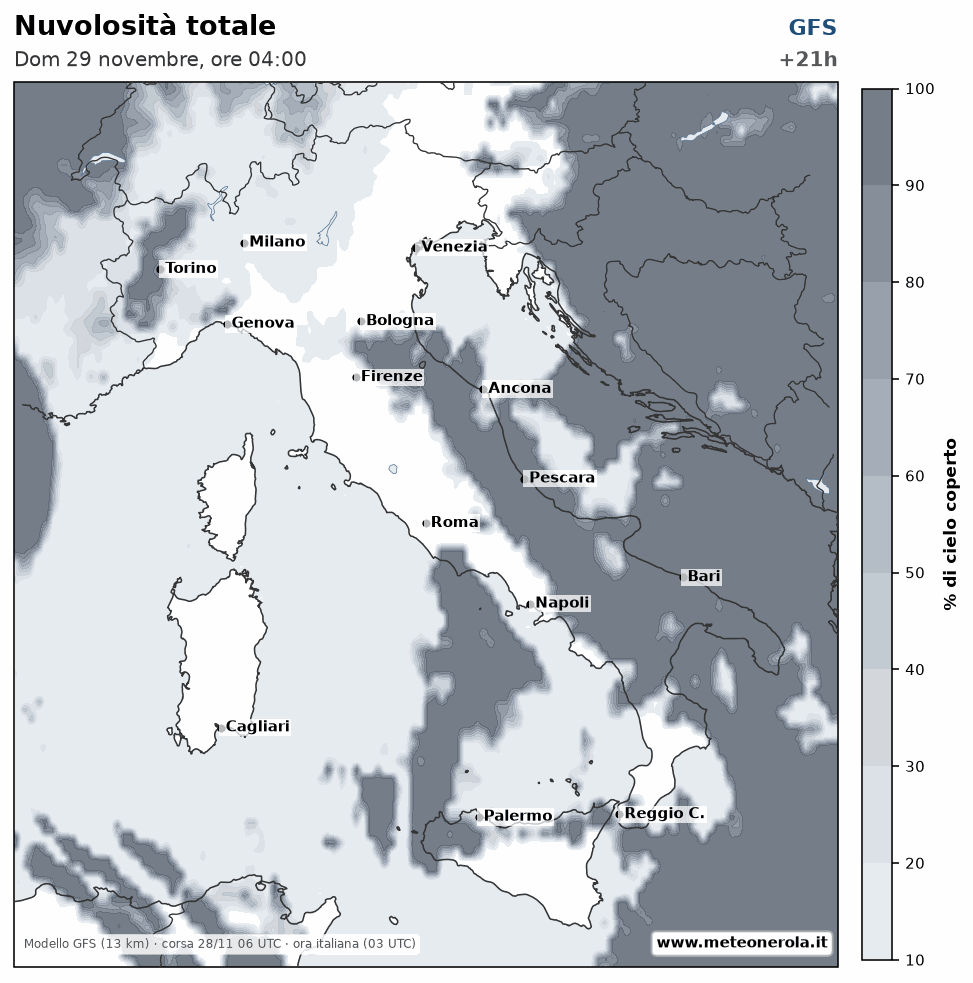 Nuvolosità totale
GFS
Dom 29 novembre, ore 04:00
+21h
100
90
80
70
60
50
40
30
20
10
% di cielo coperto
Milano
Venezia
Torino
Genova
Bologna
Firenze
Ancona
Pescara
Roma
Bari
Napoli
Cagliari
Palermo
Reggio C.
Modello GFS (13 km) · corsa 28/11 06 UTC · ora italiana (03 UTC)
www.meteonerola.it